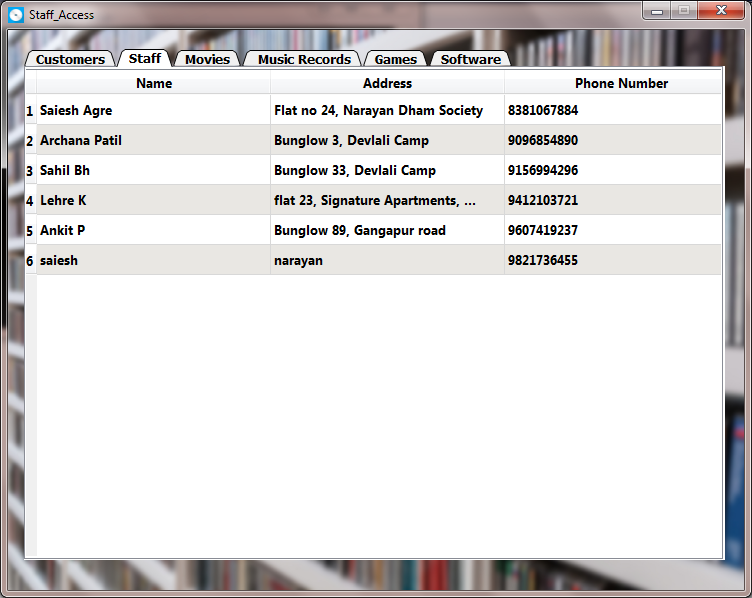 Staff_Access
Customers Staff Movies Music Records Games Software
Name Address Phone Number
1 Saiesh Agre Flat no 24, Narayan Dham Society 8381067884
2 Archana Patil Bunglow 3, Devlali Camp 9096854890
3 Sahil Bh Bunglow 33, Devlali Camp 9156994296
4 Lehre K flat 23, Signature Apartments, ... 9412103721
5 Ankit P Bunglow 89, Gangapur road 9607419237
6 saiesh narayan 9821736455